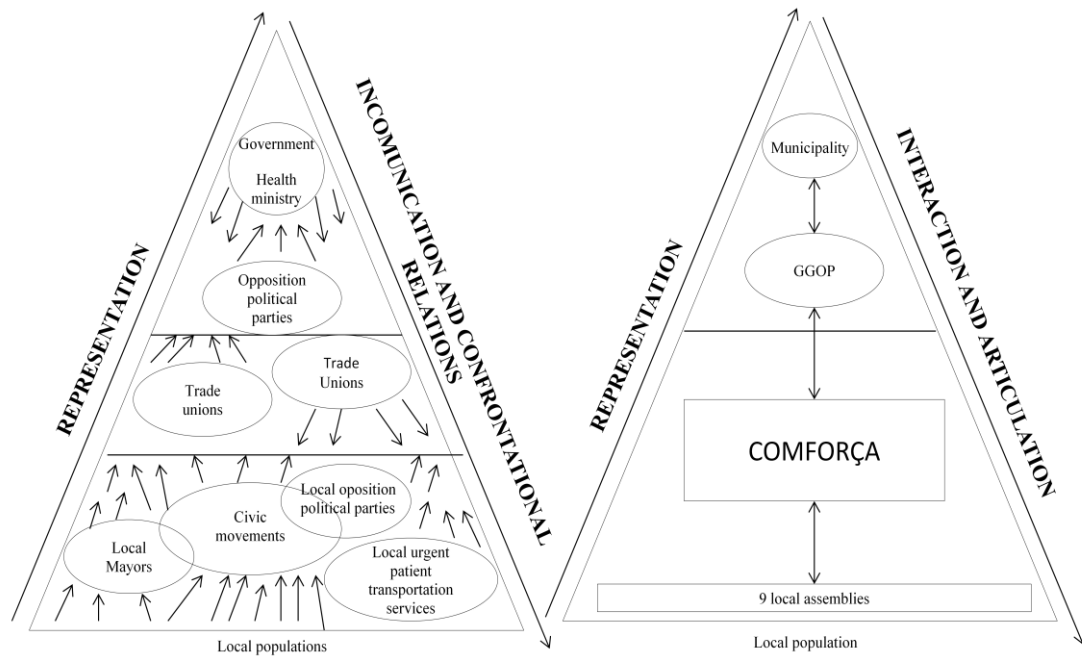 REPRESENTATION
INCOMUNICATION AND CONFRONTATIONAL
RELATIONS
Government
Health
ministry
Opposition
political
parties
Trade
unions
Trade
Unions
Local oposition
political parties
Civic
movements
Local
Mayors
Local urgent
patient
transportation
services
Local populations
REPRESENTATION
INTERACTION AND ARTICULATION
Municipality
GGOP
COMFORÇA
9 local assemblies
Local population